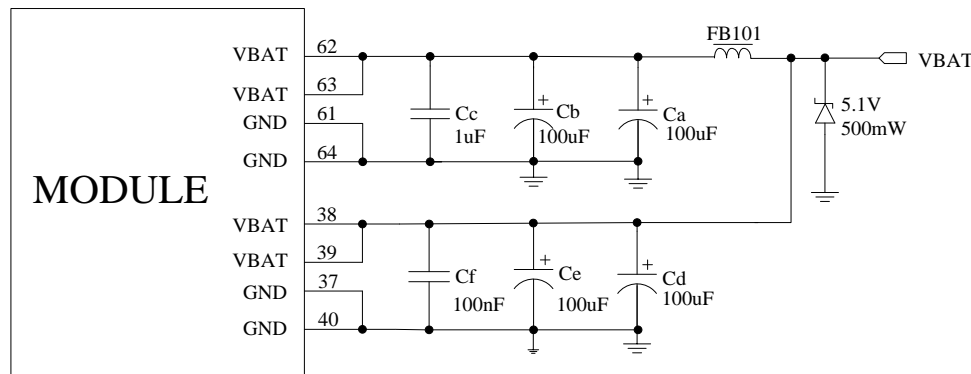 FB101
VBAT 62
VBAT
VBAT 63
5.1V
500mW
Cc
1uF
+
Cb
100uF
+
Ca
100uF
GND 61
GND 64
MODULE
VBAT 38
VBAT 39
Cf
100nF
+
Ce
100uF
+
Cd
100uF
GND 37
GND 40